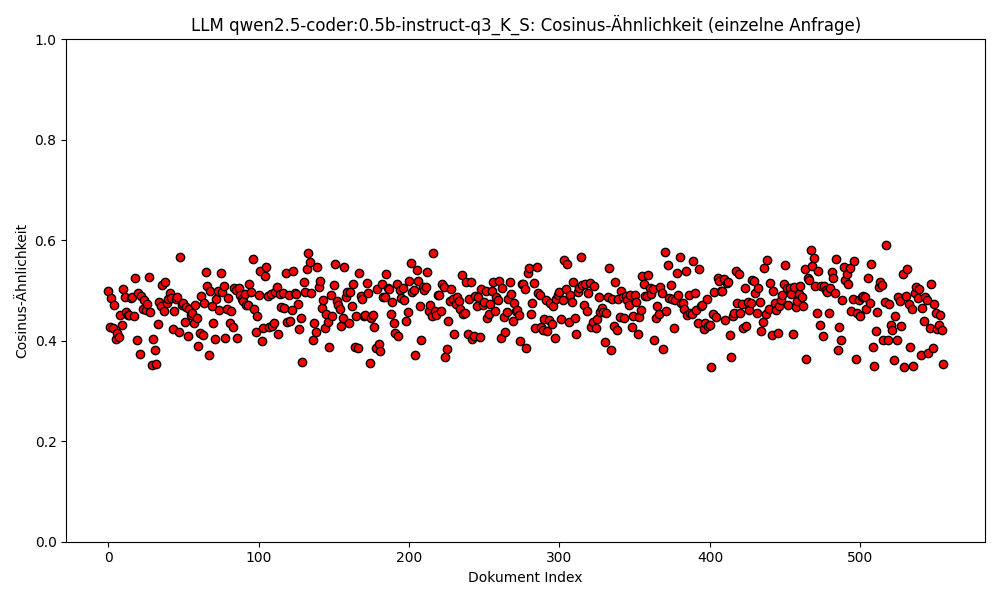 LLM qwen2.5-coder:0.5b-instruct-q3_K_S: Cosinus-Ähnlichkeit (einzelne Anfrage)
1.0
0.8
0.6
0.4
0.2
0.0
Cosinus-Ähnlichkeit
0 100 200 300 400 500
Dokument Index